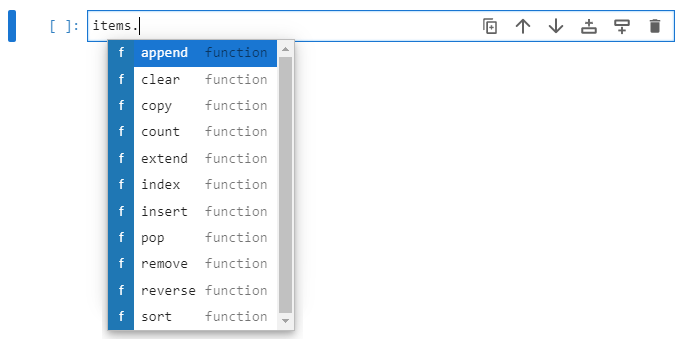 [ ]: items.
f append function
f clear function
f copy function
f count function
f extend function
f index function
f insert function
f pop function
f remove function
f reverse function
f sort function